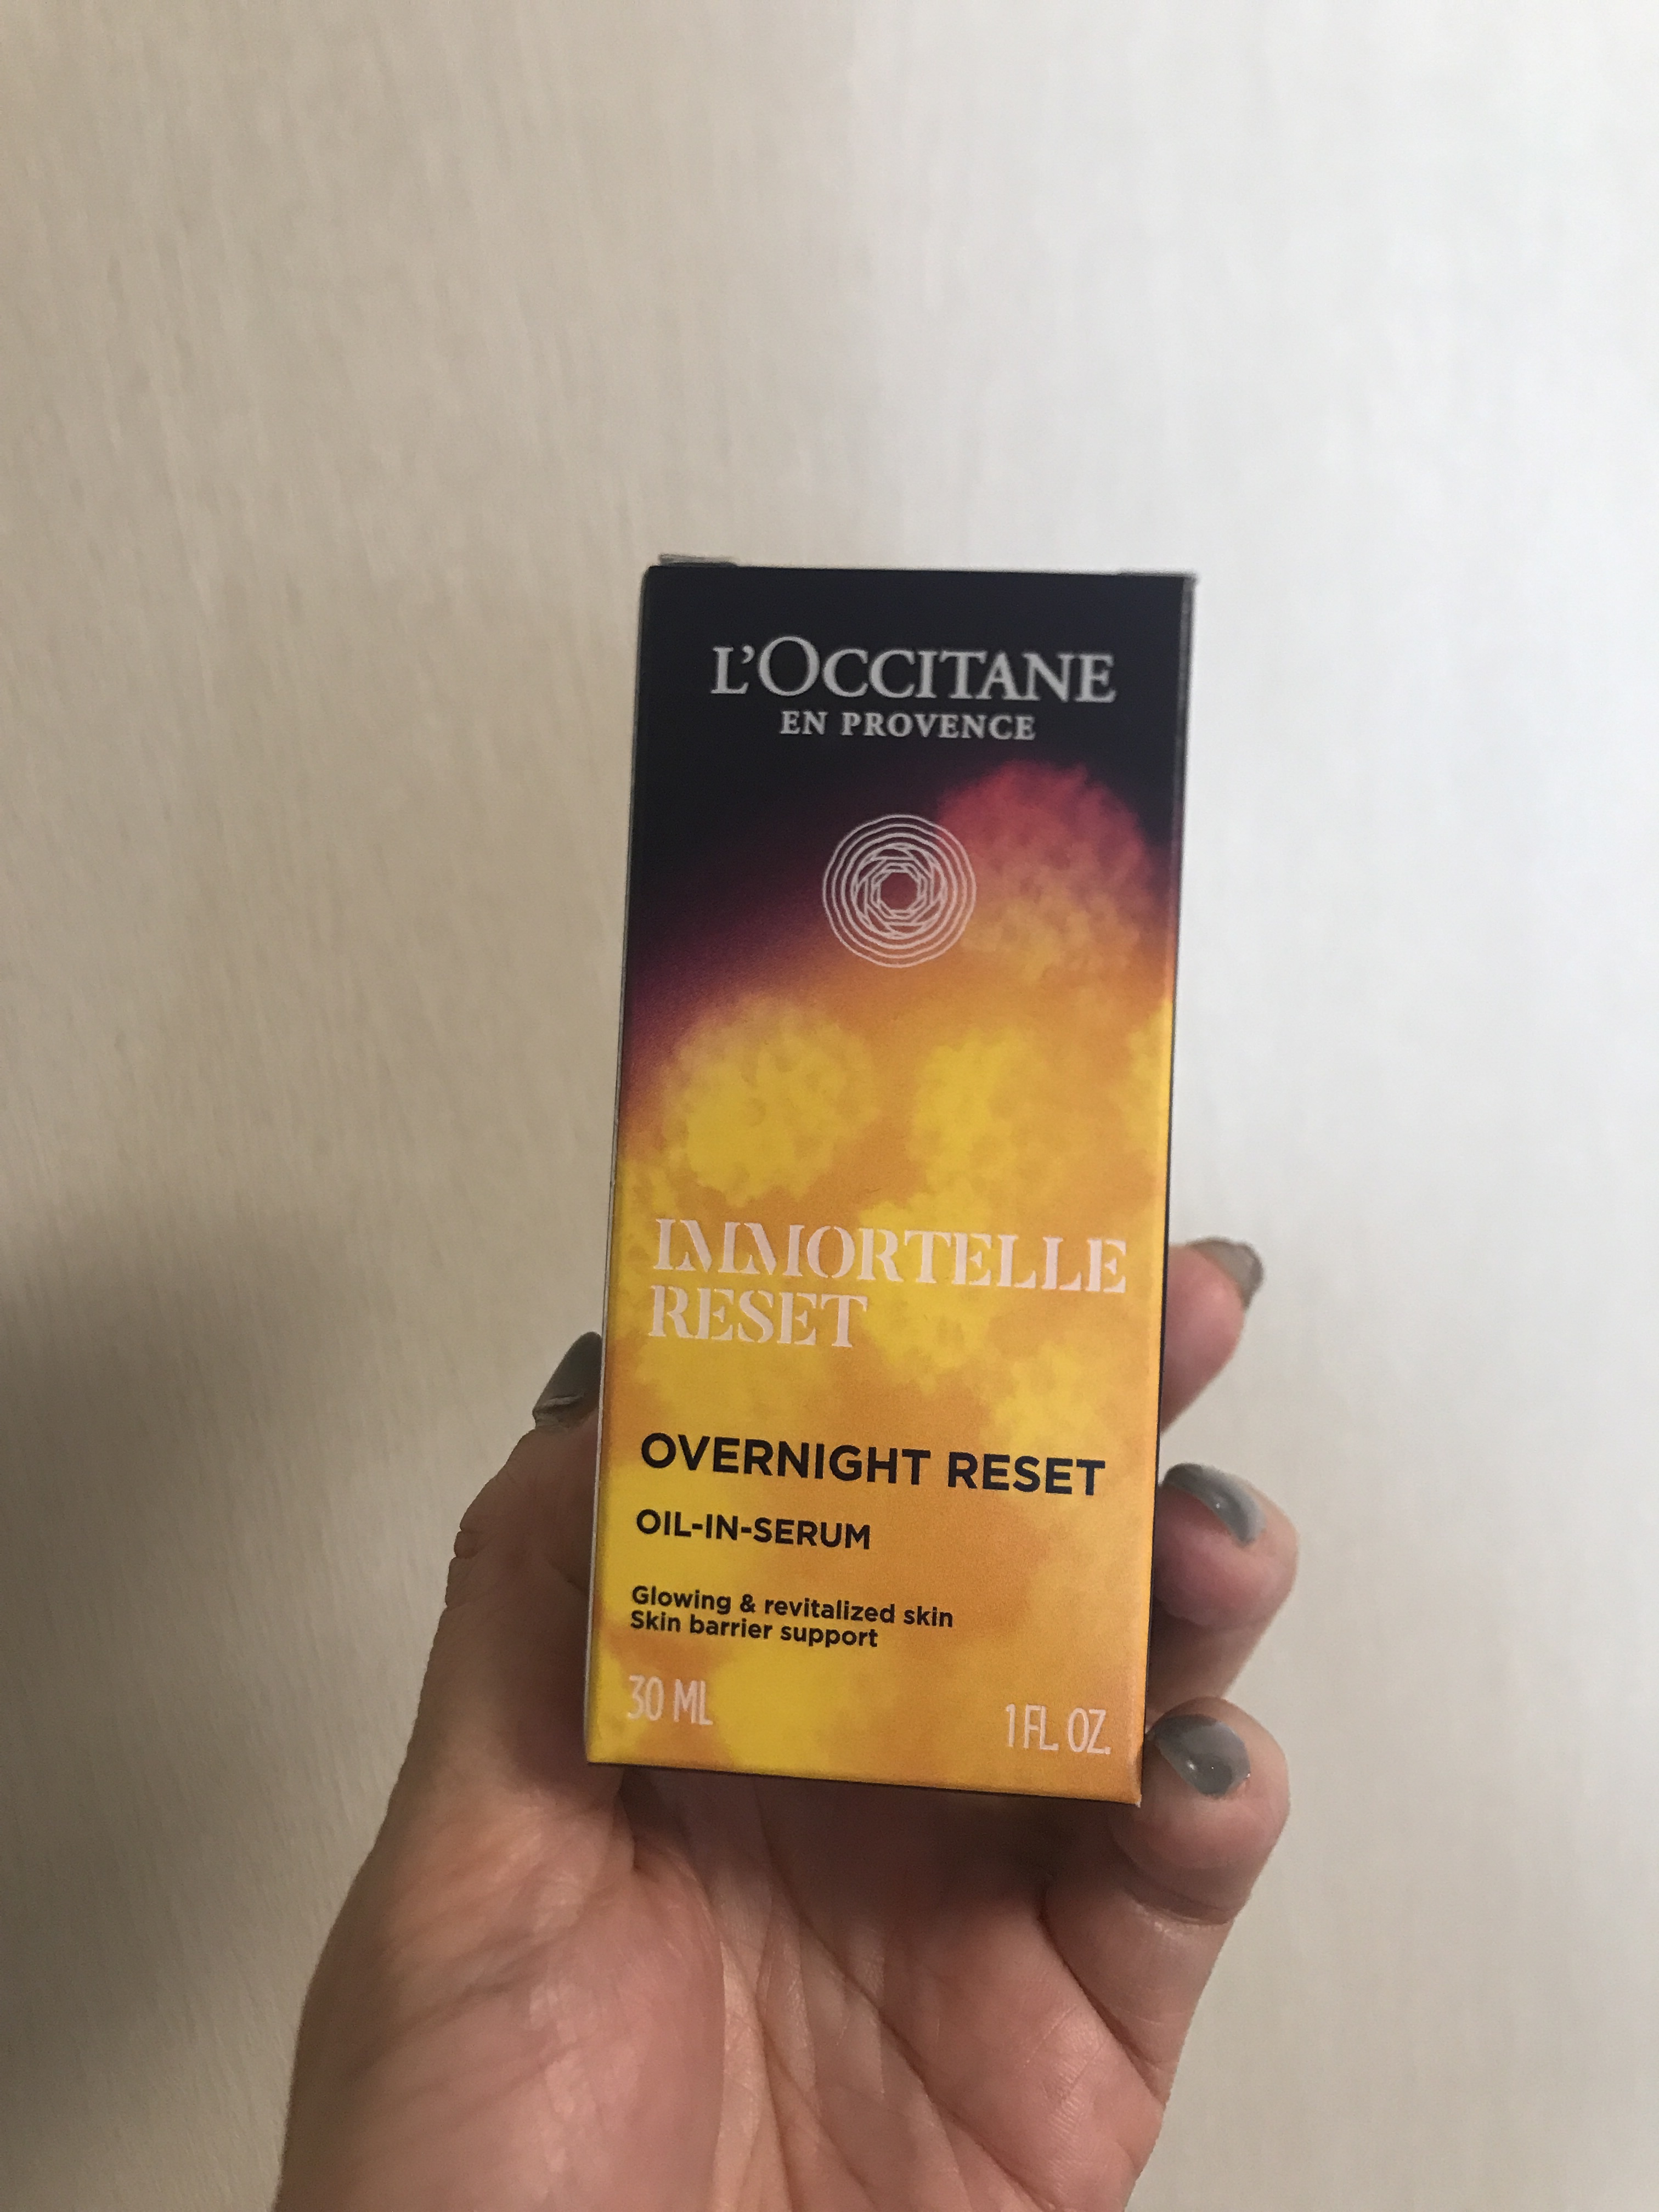 L'OCCITANE
EN PROVENCE
IMMORTELLE
RESET
OVERNIGHT RESET
OIL-IN-SERUM
Glowing & revitalized skin
Skin barrier support
30 ML
1 FL. OZ.